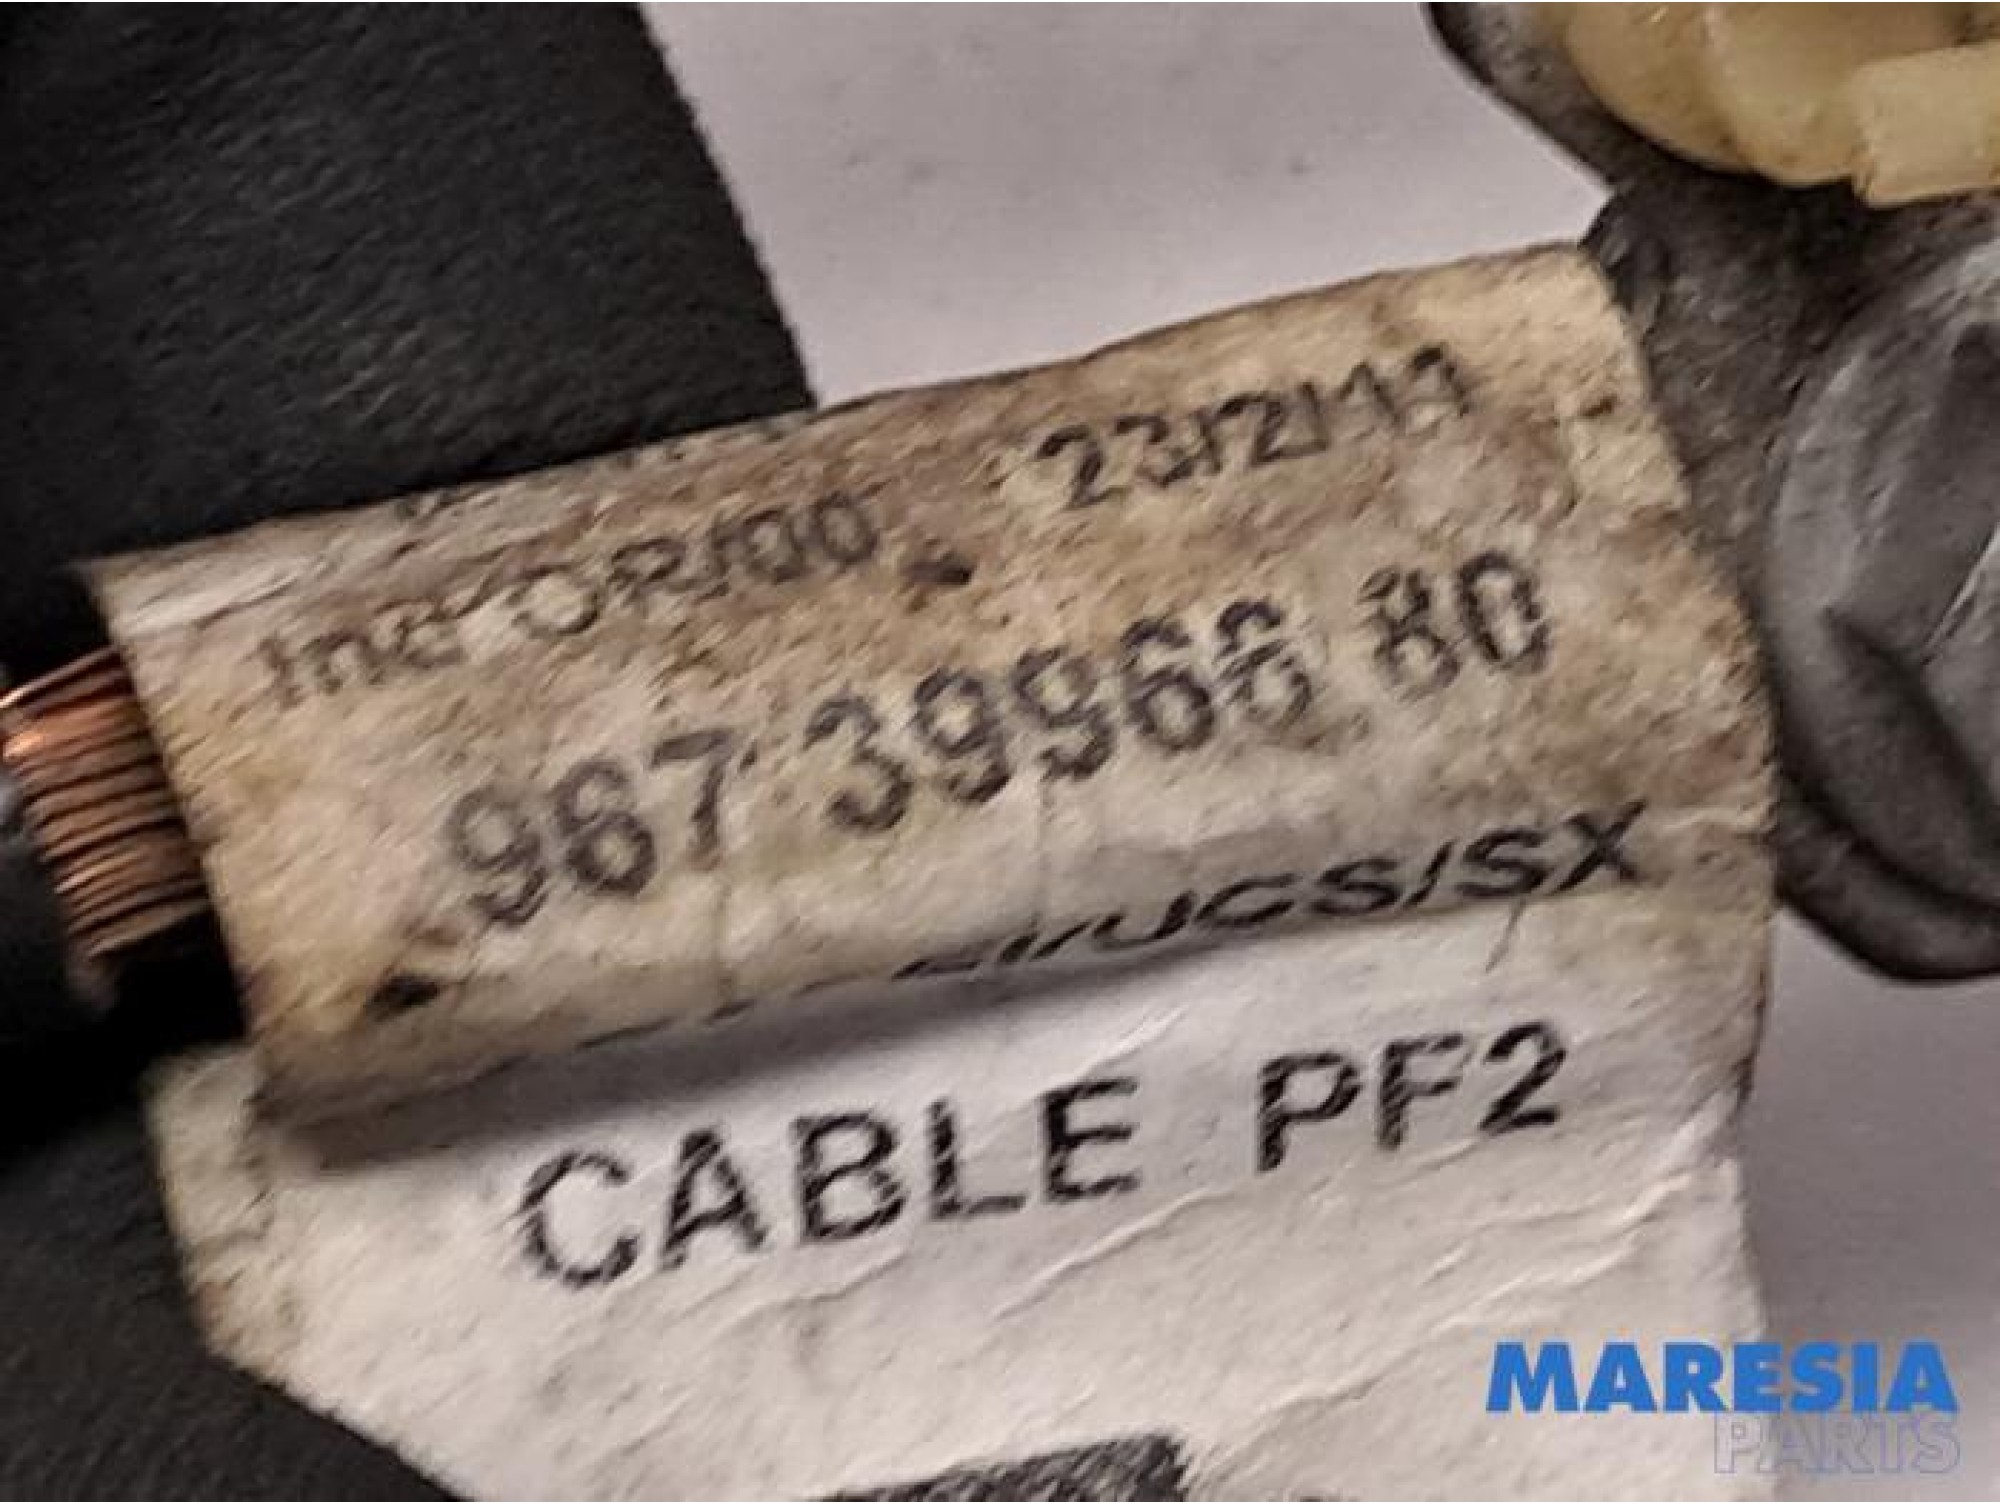 Ind OR/00 23/2/11
967 39966 80
CABLE PF2
MARESIA
PARTS